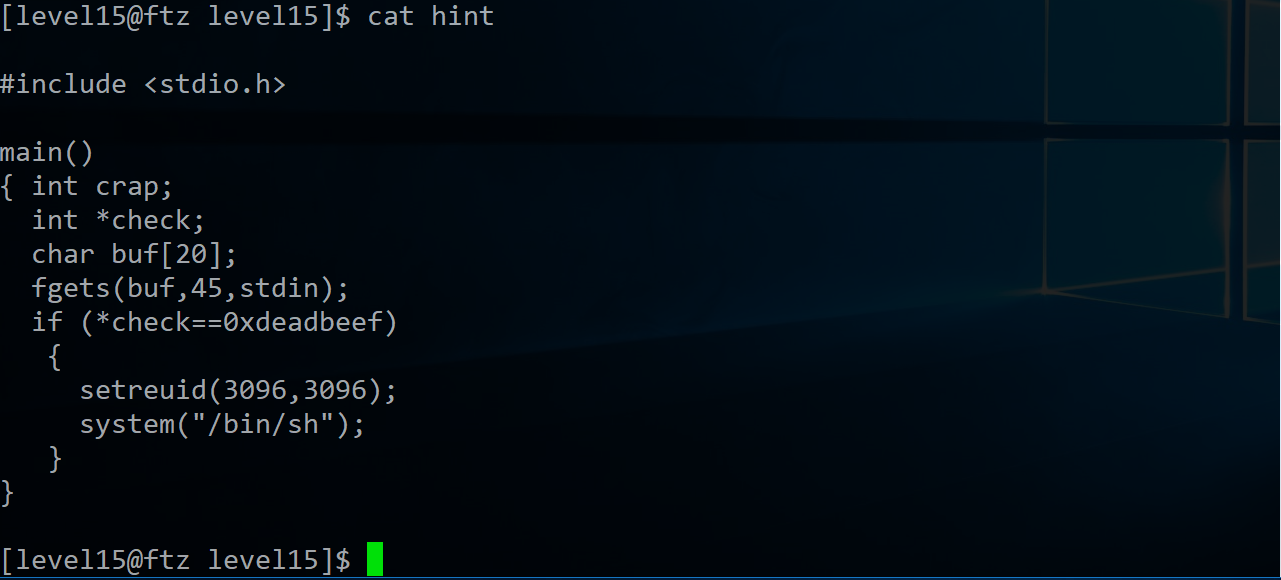 [level15@ftz level15]$ cat hint
#include <stdio.h>
main()
{ int crap;
  int *check;
  char buf[20];
  fgets(buf,45,stdin);
  if (*check==0xdeadbeef)
   {
     setreuid(3096,3096);
     system("/bin/sh");
   }
}
[level15@ftz level15]$